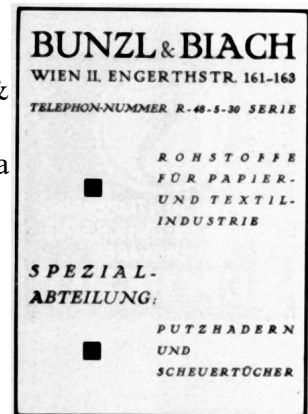 BUNZL & BIACH
WIEN II, ENGERTHSTR. 161-163
&
TELEPHON-NUMMER R-48-5-30 SERIE
a
ROHSTOFFE
FÜR PAPIER-
UND TEXTIL-
INDUSTRIE
SPEZIAL-
ABTEILUNG:
PUTZHADERN
UND
SCHEUERTÜCHER